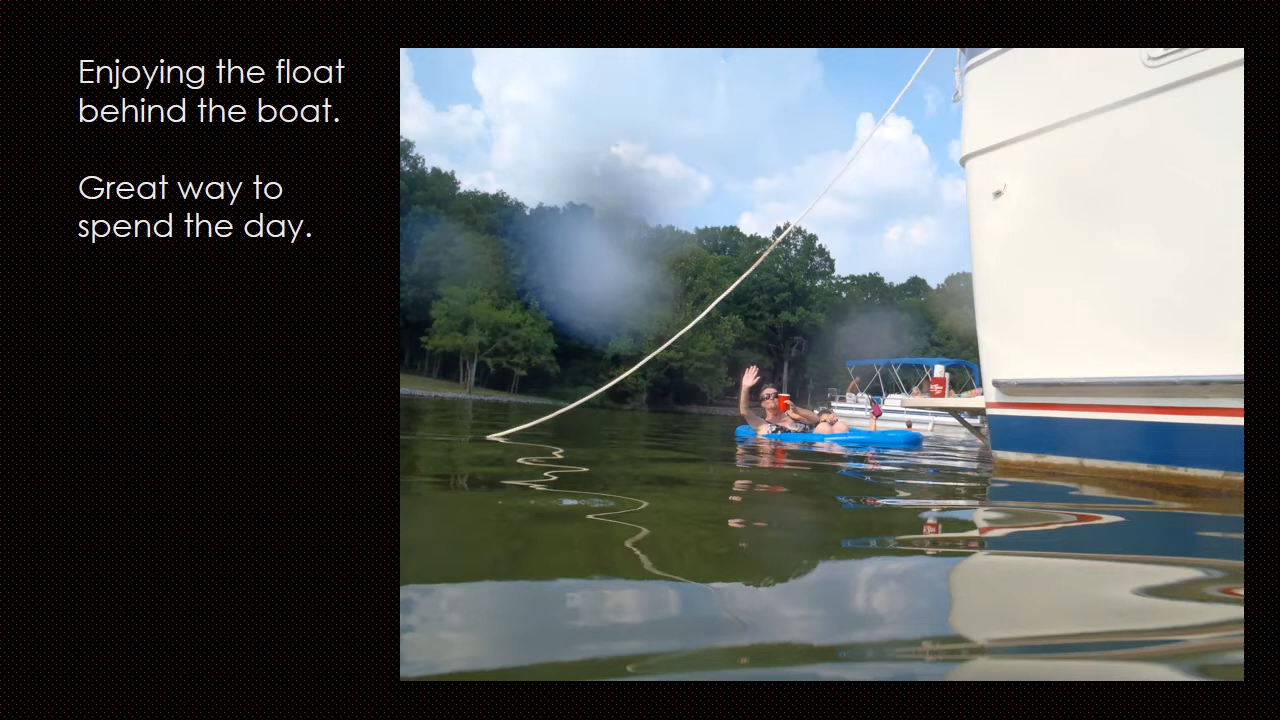 Enjoying the float
behind the boat.
Great way to
spend the day.